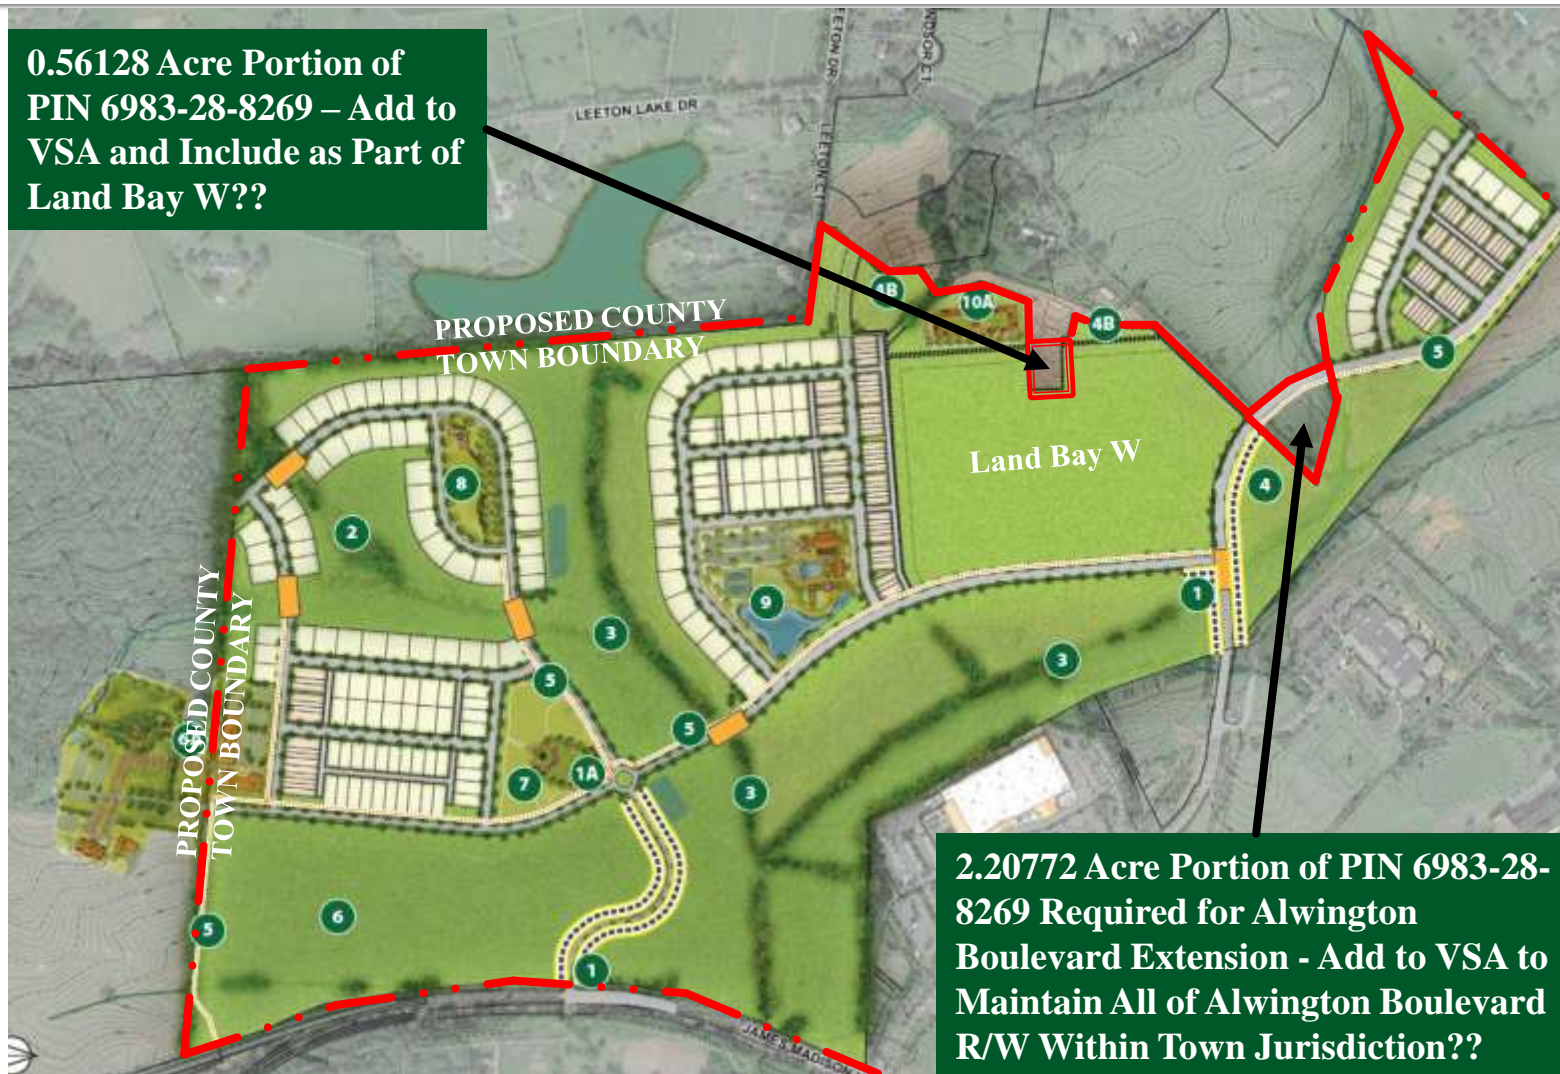 0.56128 Acre Portion of
PIN 6983-28-8269 – Add to
VSA and Include as Part of
Land Bay W??
LEETON LAKE DR
LEETON CT
PROPOSED COUNTY
TOWN BOUNDARY
4B
10A
4B
5
Land Bay W
8
4
2
1
9
3
3
PROPOSED COUNTY
TOWN BOUNDARY
5
5
1A
7
3
6
5
1
JAMES MADISON
2.20772 Acre Portion of PIN 6983-28-
8269 Required for Alwington
Boulevard Extension - Add to VSA to
Maintain All of Alwington Boulevard
R/W Within Town Jurisdiction??